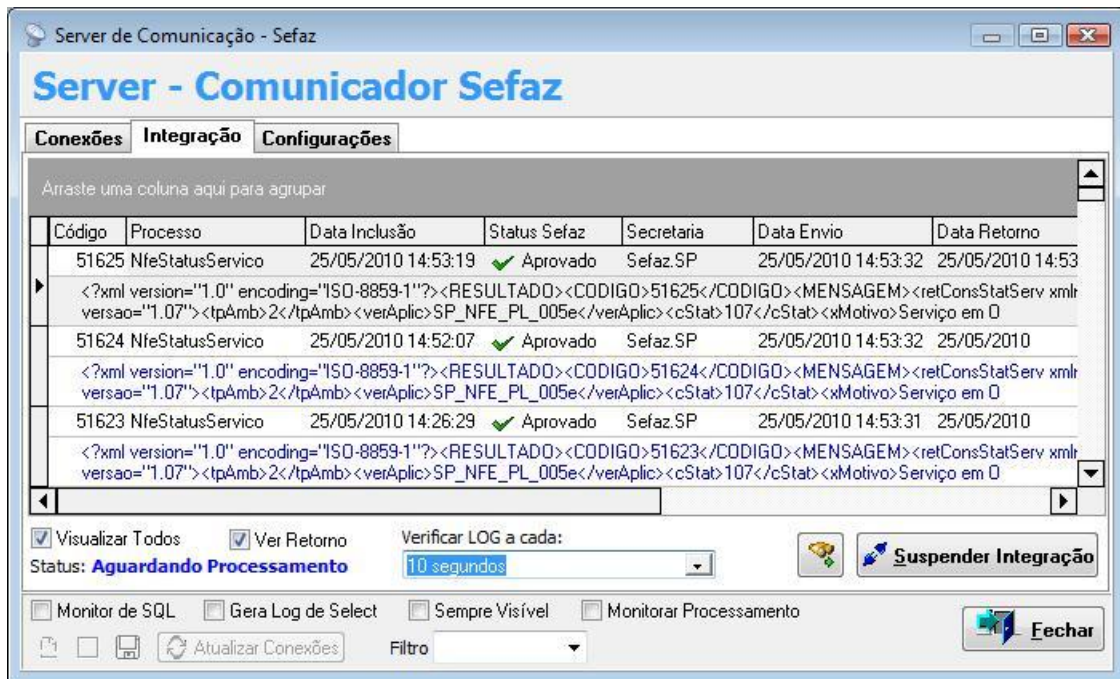 Server de Comunicação - Sefaz
Server - Comunicador Sefaz
Conexões Integração Configurações
Arraste uma coluna aqui para agrupar
Código Processo Data Inclusão Status Sefaz Secretaria Data Envio Data Retorno
51625 NfeStatusServico 25/05/2010 14:53:19 Aprovado Sefaz.SP 25/05/2010 14:53:32 25/05/2010 14:53
<?xml version="1.0" encoding="ISO-8859-1"?><RESULTADO><CODIGO>51625</CODIGO><MENSAGEM><retConsStatServ xmln
versao="1.07"><tpAmb>2</tpAmb><verAplic>SP_NFE_PL_005e</verAplic><cStat>107</cStat><xMotivo>Serviço em O
51624 NfeStatusServico 25/05/2010 14:52:07 Aprovado Sefaz.SP 25/05/2010 14:53:32 25/05/2010
<?xml version="1.0" encoding="ISO-8859-1"?><RESULTADO><CODIGO>51624</CODIGO><MENSAGEM><retConsStatServ xmln
versao="1.07"><tpAmb>2</tpAmb><verAplic>SP_NFE_PL_005e</verAplic><cStat>107</cStat><xMotivo>Serviço em O
51623 NfeStatusServico 25/05/2010 14:26:29 Aprovado Sefaz.SP 25/05/2010 14:53:31 25/05/2010
<?xml version="1.0" encoding="ISO-8859-1"?><RESULTADO><CODIGO>51623</CODIGO><MENSAGEM><retConsStatServ xmln
versao="1.07"><tpAmb>2</tpAmb><verAplic>SP_NFE_PL_005e</verAplic><cStat>107</cStat><xMotivo>Serviço em O
Visualizar Todos Ver Retorno Verificar LOG a cada:
Status: Aguardando Processamento 10 segundos Suspender Integração
Monitor de SQL Gera Log de Select Sempre Visível Monitorar Processamento
Atualizar Conexões Filtro Fechar